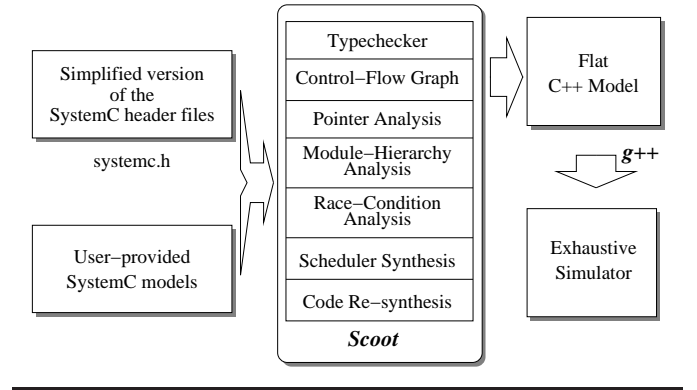 Simplified version
of the
SystemC header files
systemc.h
User−provided
SystemC models
Typechecker
Control−Flow Graph
Pointer Analysis
Module−Hierarchy
Analysis
Race−Condition
Analysis
Scheduler Synthesis
Code Re−synthesis
Scoot
Flat
C++ Model
g++
Exhaustive
Simulator